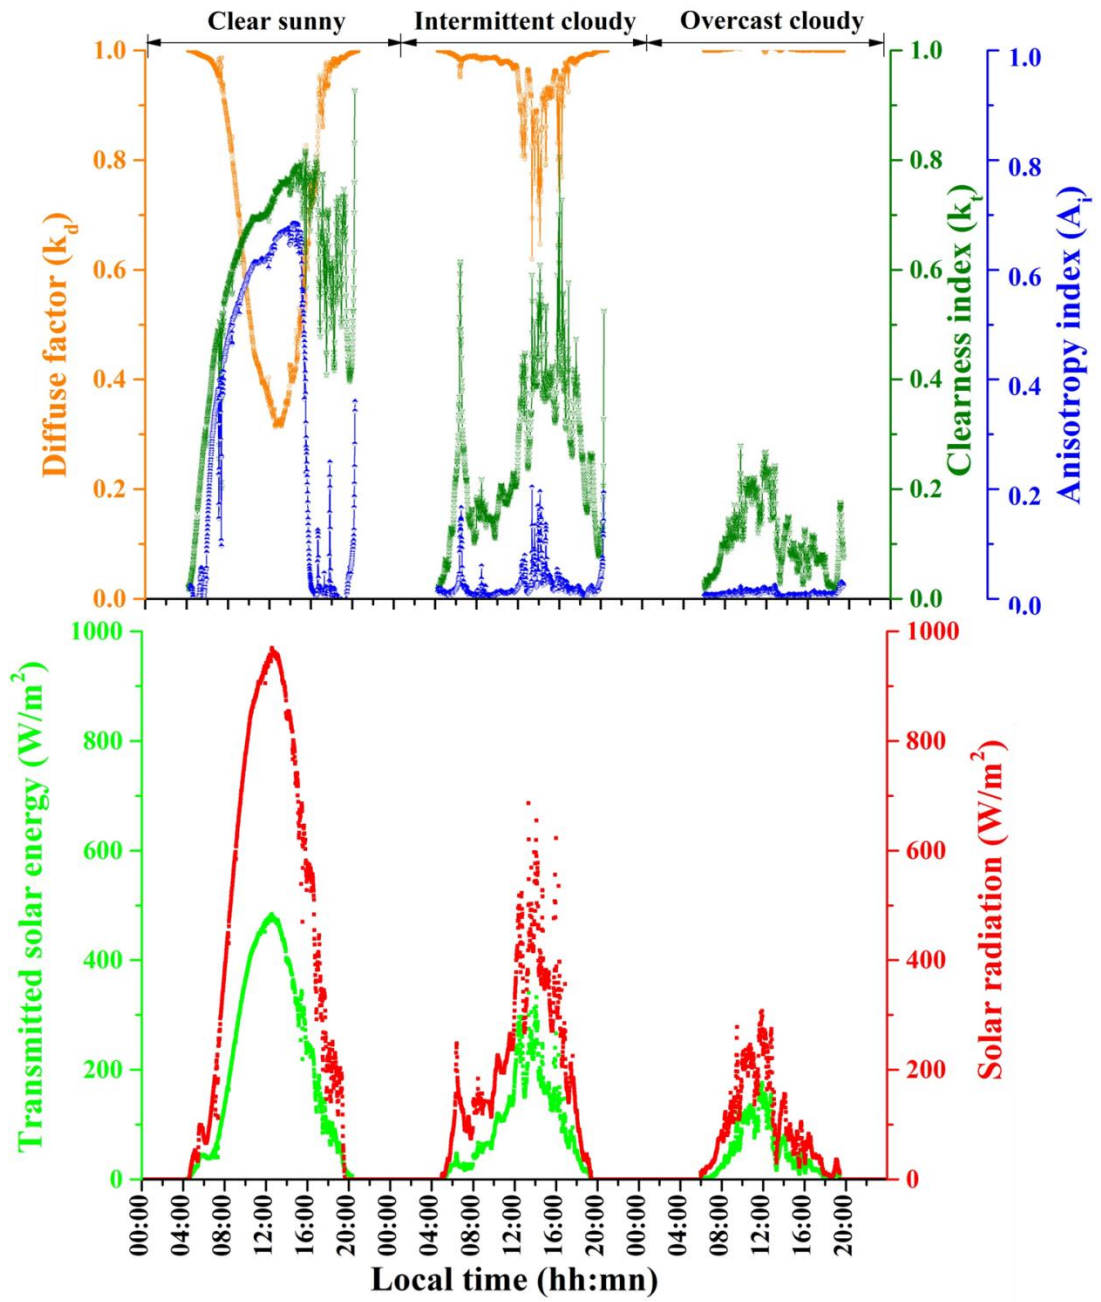 Clear sunny Intermittent cloudy Overcast cloudy
1.0 1.0 1.0
0.8 0.8 0.8
0.6 0.6 0.6
0.4 0.4 0.4
0.2 0.2 0.2
0.0 0.0 0.0
Diffuse factor (k_d)
Clearness index (k_t)
Anisotropy index (A_i)
1000 1000
800 800
600 600
400 400
200 200
0 0
Transmitted solar energy (W/m²)
Solar radiation (W/m²)
00:00 04:00 08:00 12:00 16:00 20:00 00:00 04:00 08:00 12:00 16:00 20:00 00:00 04:00 08:00 12:00 20:00
Local time (hh:mn)